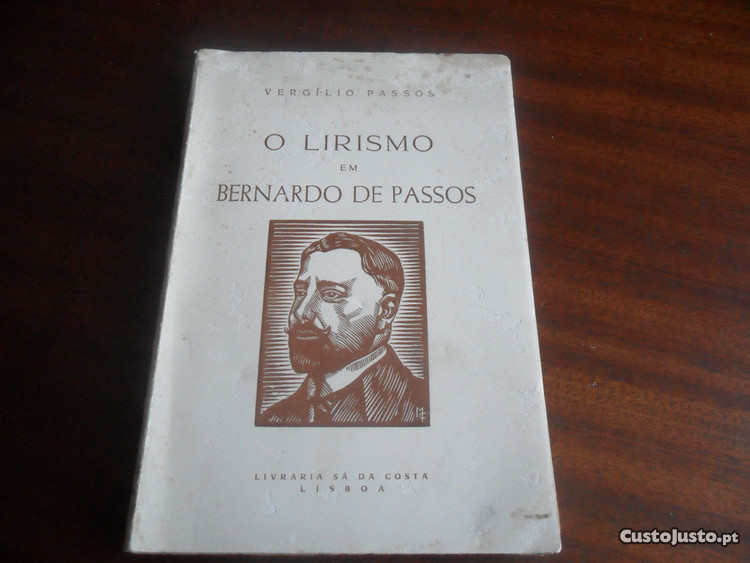 VERGÍLIO PASSOS
O LIRISMO
EM
BERNARDO DE PASSOS
LIVRARIA SÁ DA COSTA
LISBOA
CustoJusto.pt